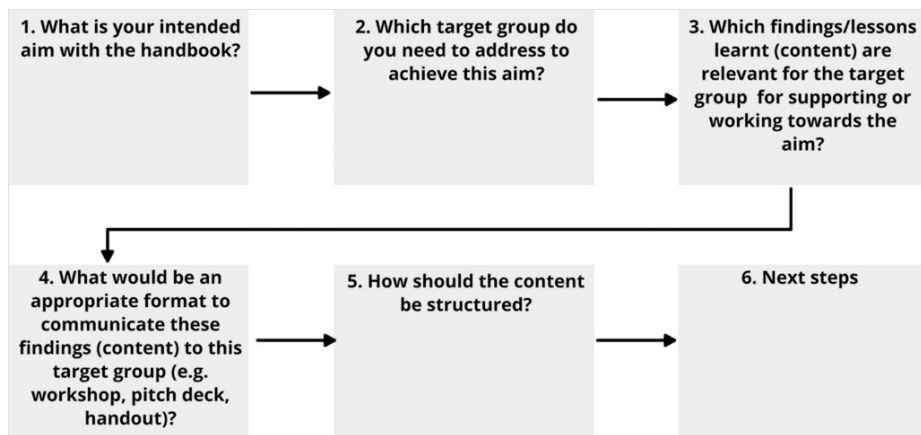 1. What is your intended
aim with the handbook?
2. Which target group do
you need to address to
achieve this aim?
3. Which findings/lessons
learnt (content) are
relevant for the target
group for supporting or
working towards the
aim?
4. What would be an
appropriate format to
communicate these
findings (content) to this
target group (e.g.
workshop, pitch deck,
handout)?
5. How should the content
be structured?
6. Next steps